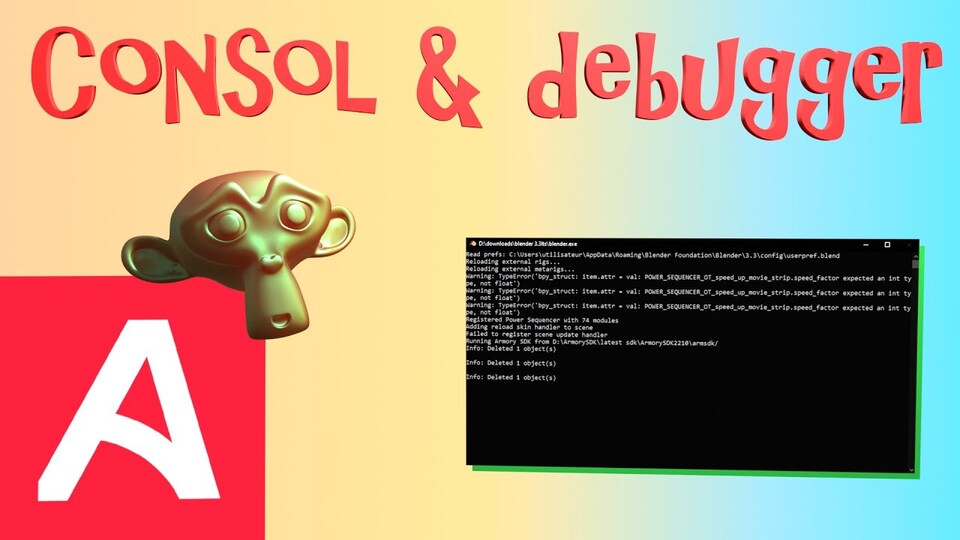 Consol & debugger
D:\downloads\blender 3.3lts\blender.exe
Read prefs: C:\Users\utilisateur\AppData\Roaming\Blender Foundation\Blender\3.3\config\userpref.blend
Reloading external rigs...
Reloading external metarigs...
Warning: TypeError('bpy_struct: item.attr = val: POWER_SEQUENCER_OT_speed_up_movie_strip.speed_factor expected an int ty
pe, not float')
Warning: TypeError('bpy_struct: item.attr = val: POWER_SEQUENCER_OT_speed_up_movie_strip.speed_factor expected an int ty
pe, not float')
Warning: TypeError('bpy_struct: item.attr = val: POWER_SEQUENCER_OT_speed_up_movie_strip.speed_factor expected an int ty
pe, not float')
Registered Power Sequencer with 74 modules
Adding reload skin handler to scene
Failed to register scene update handler
Running Armory SDK from D:\ArmorySDK\latest sdk\ArmorySDK2210\armsdk/
Info: Deleted 1 object(s)
Info: Deleted 1 object(s)
Info: Deleted 1 object(s)
A